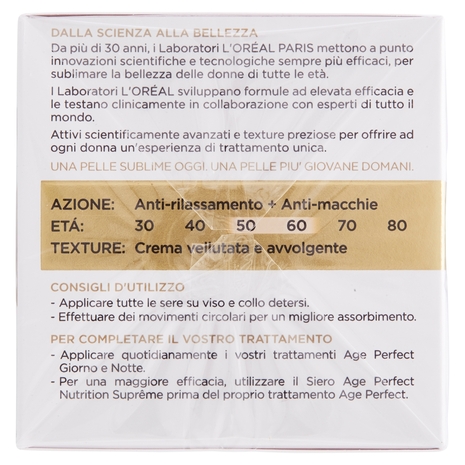 DALLA SCIENZA ALLA BELLEZZA
Da più di 30 anni, i Laboratori L'ORÉAL PARIS mettono a punto
innovazioni scientifiche e tecnologiche sempre più efficaci, per
sublimare la bellezza delle donne di tutte le età.
I Laboratori L'ORÉAL sviluppano formule ad elevata efficacia e
le testano clinicamente in collaborazione con esperti di tutto il
mondo.
Attivi scientificamente avanzati e texture preziose per offrire ad
ogni donna un'esperienza di trattamento unica.
UNA PELLE SUBLIME OGGI. UNA PELLE PIU' GIOVANE DOMANI.
AZIONE: Anti-rilassamento + Anti-macchie
ETÁ: 30 40 50 60 70 80
TEXTURE: Crema vellutata e avvolgente
CONSIGLI D'UTILIZZO
- Applicare tutte le sere su viso e collo detersi.
- Effettuare dei movimenti circolari per un migliore assorbimento.
PER COMPLETARE IL VOSTRO TRATTAMENTO
- Applicare quotidianamente i vostri trattamenti Age Perfect
Giorno e Notte.
- Per una maggiore efficacia, utilizzare il Siero Age Perfect
Nutrition Suprême prima del proprio trattamento Age Perfect.